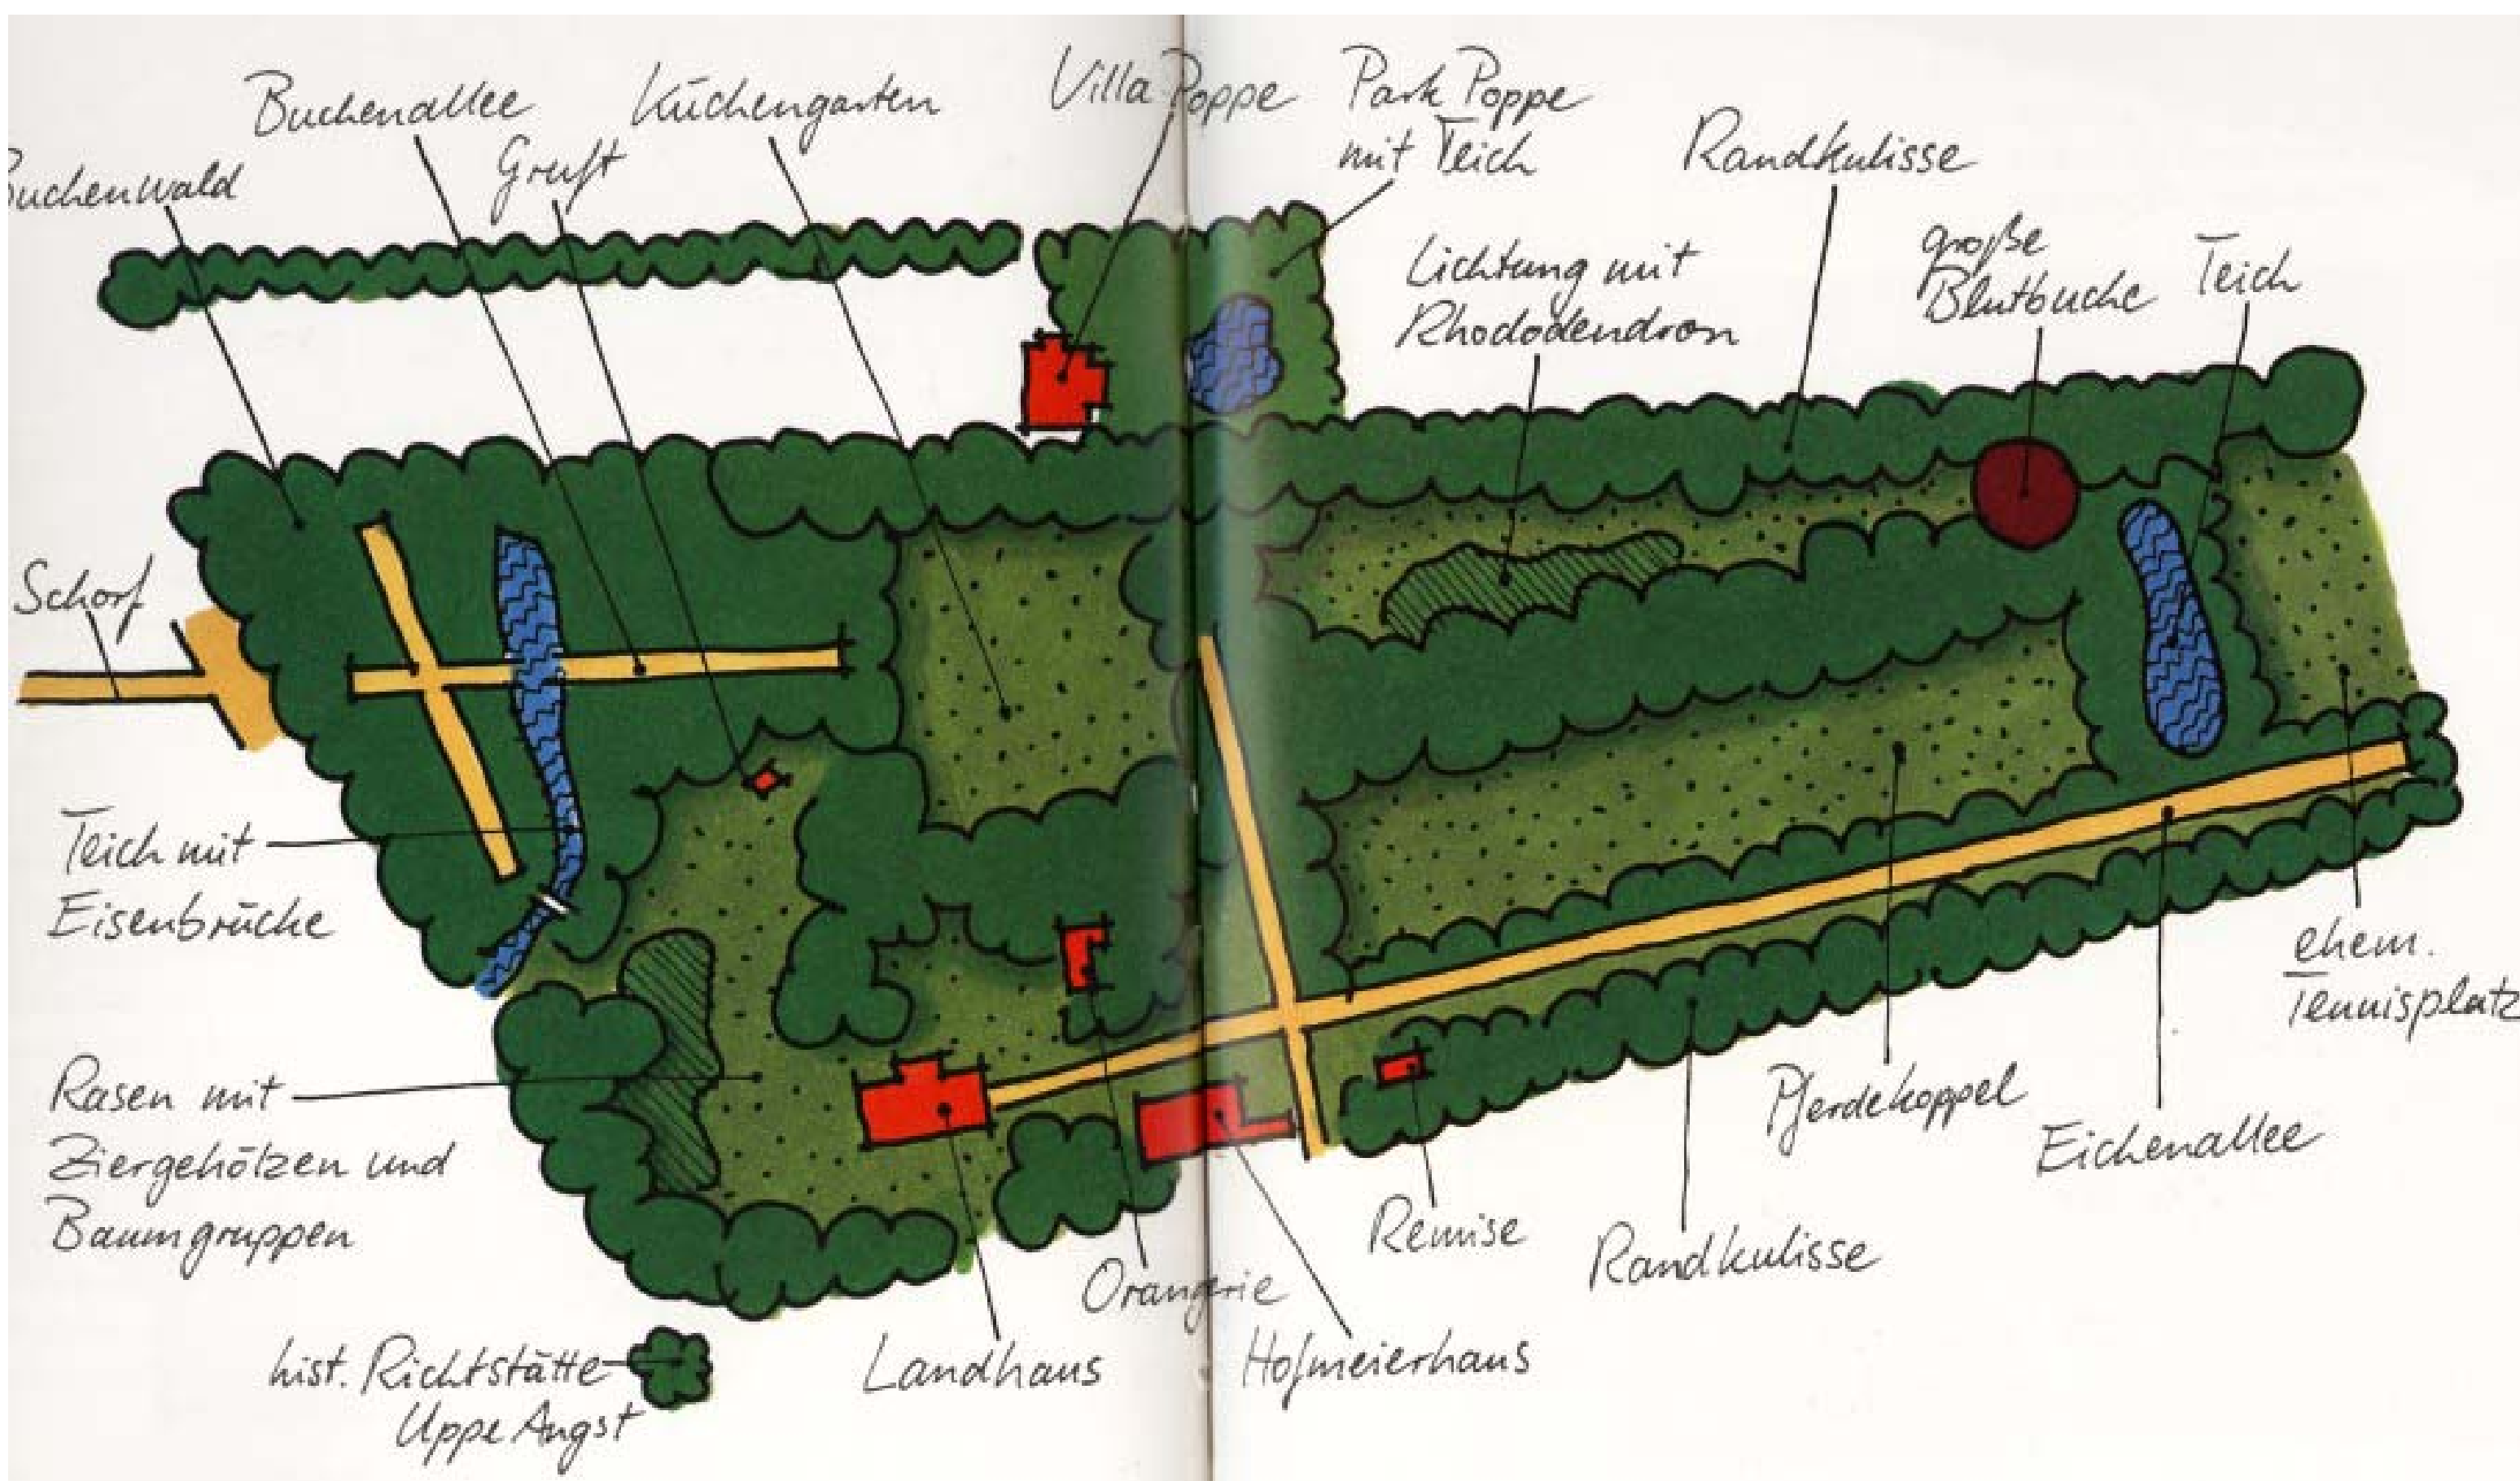 Buchenallee
Küchengarten
Villa Poppe
Park Poppe
mit Teich
Gruft
Randkulisse
uchenwald
Lichtung mit
Rhododendron
große
Blutbuche
Teich
Schorf
Teich mit
Eisenbrücke
ehem.
Tennisplatz
Rasen mit
Ziergehölzen und
Baumgruppen
Pferdekoppel
Eichenallee
Remise
Randkulisse
Orangerie
Landhaus
Hofmeierhaus
hist. Richtstätte
Uppe Angst